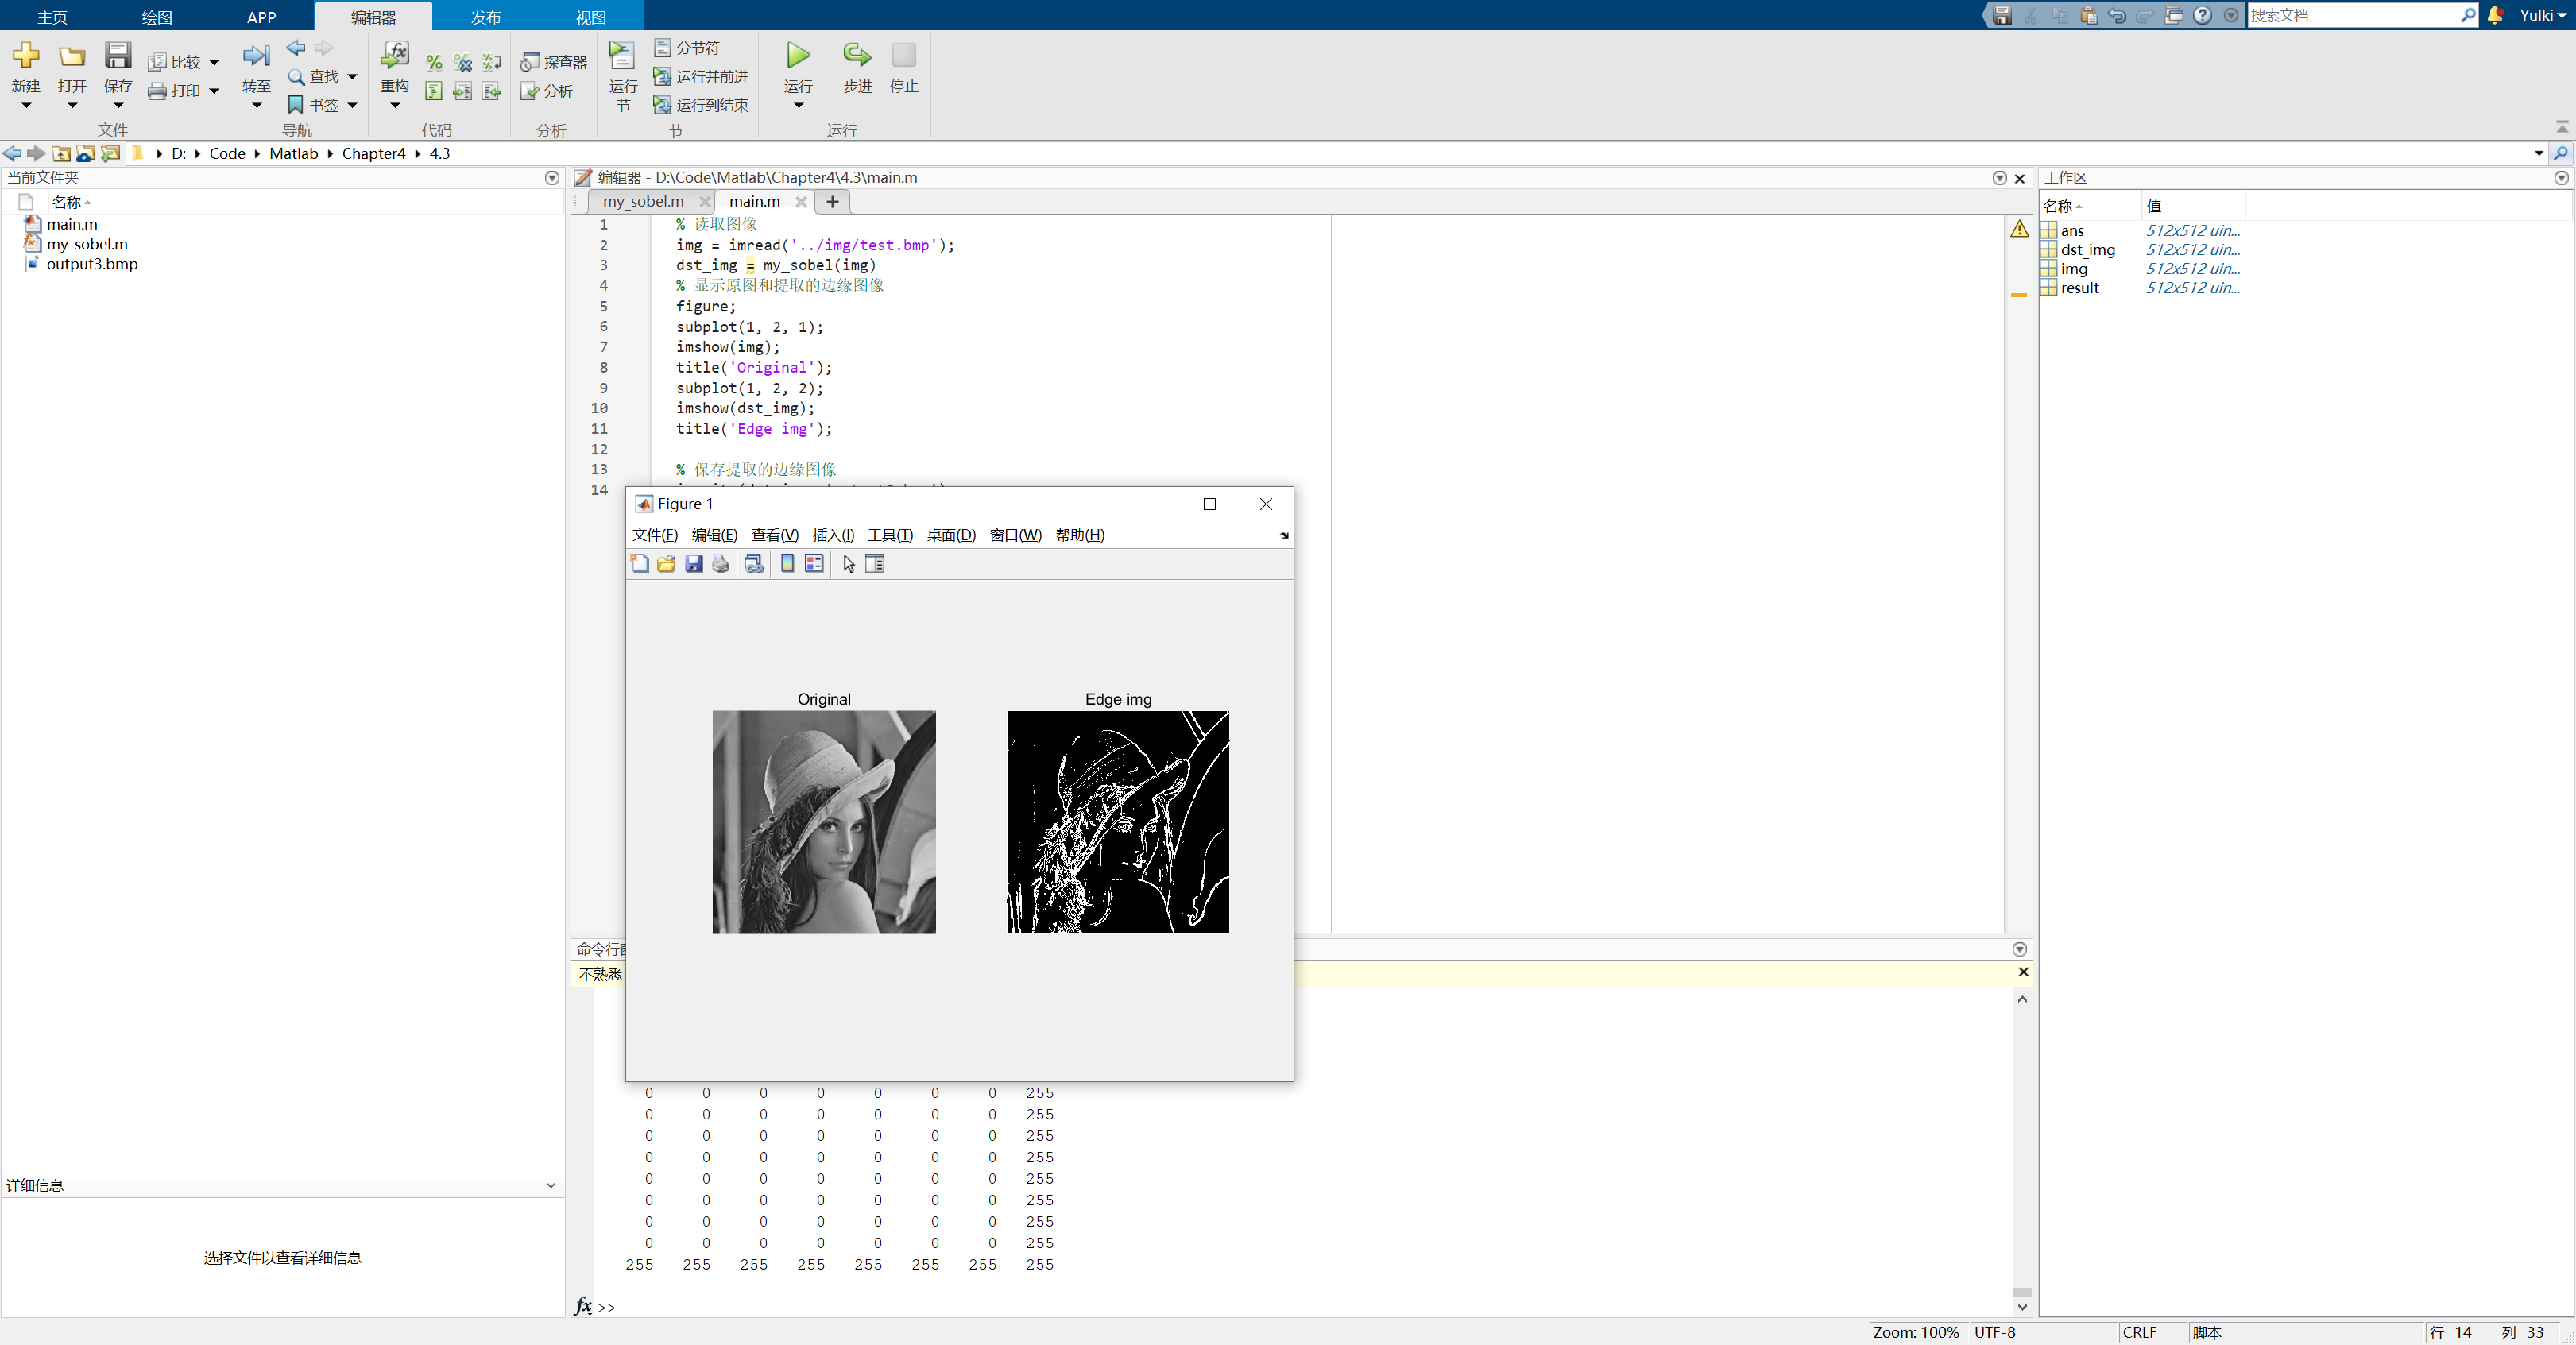 主页 绘图 APP 编辑器 发布 视图 搜索文档 Yulki
新建 打开 保存 比较 打印 文件
转至 查找 书签 导航
重构 代码
探查器 分析 分析
运行节 分节符 运行并前进 运行到结束 节
运行 步进 停止 运行
D: Code Matlab Chapter4 4.3
当前文件夹
名称
main.m
my_sobel.m
output3.bmp
详细信息
选择文件以查看详细信息
编辑器 - D:\Code\Matlab\Chapter4\4.3\main.m
my_sobel.m main.m
1 % 读取图像
2 img = imread('../img/test.bmp');
3 dst_img = my_sobel(img)
4 % 显示原图和提取的边缘图像
5 figure;
6 subplot(1, 2, 1);
7 imshow(img);
8 title('Original');
9 subplot(1, 2, 2);
10 imshow(dst_img);
11 title('Edge img');
12
13 % 保存提取的边缘图像
14
Figure 1
文件(F) 编辑(E) 查看(V) 插入(I) 工具(T) 桌面(D) 窗口(W) 帮助(H)
Original Edge img
命令行
不熟悉
0 0 0 0 0 0 0 255
0 0 0 0 0 0 0 255
0 0 0 0 0 0 0 255
0 0 0 0 0 0 0 255
0 0 0 0 0 0 0 255
0 0 0 0 0 0 0 255
0 0 0 0 0 0 0 255
0 0 0 0 0 0 0 255
255 255 255 255 255 255 255 255
fx >>
工作区
名称 值
ans 512x512 uin...
dst_img 512x512 uin...
img 512x512 uin...
result 512x512 uin...
Zoom: 100% UTF-8 CRLF 脚本 行 14 列 33